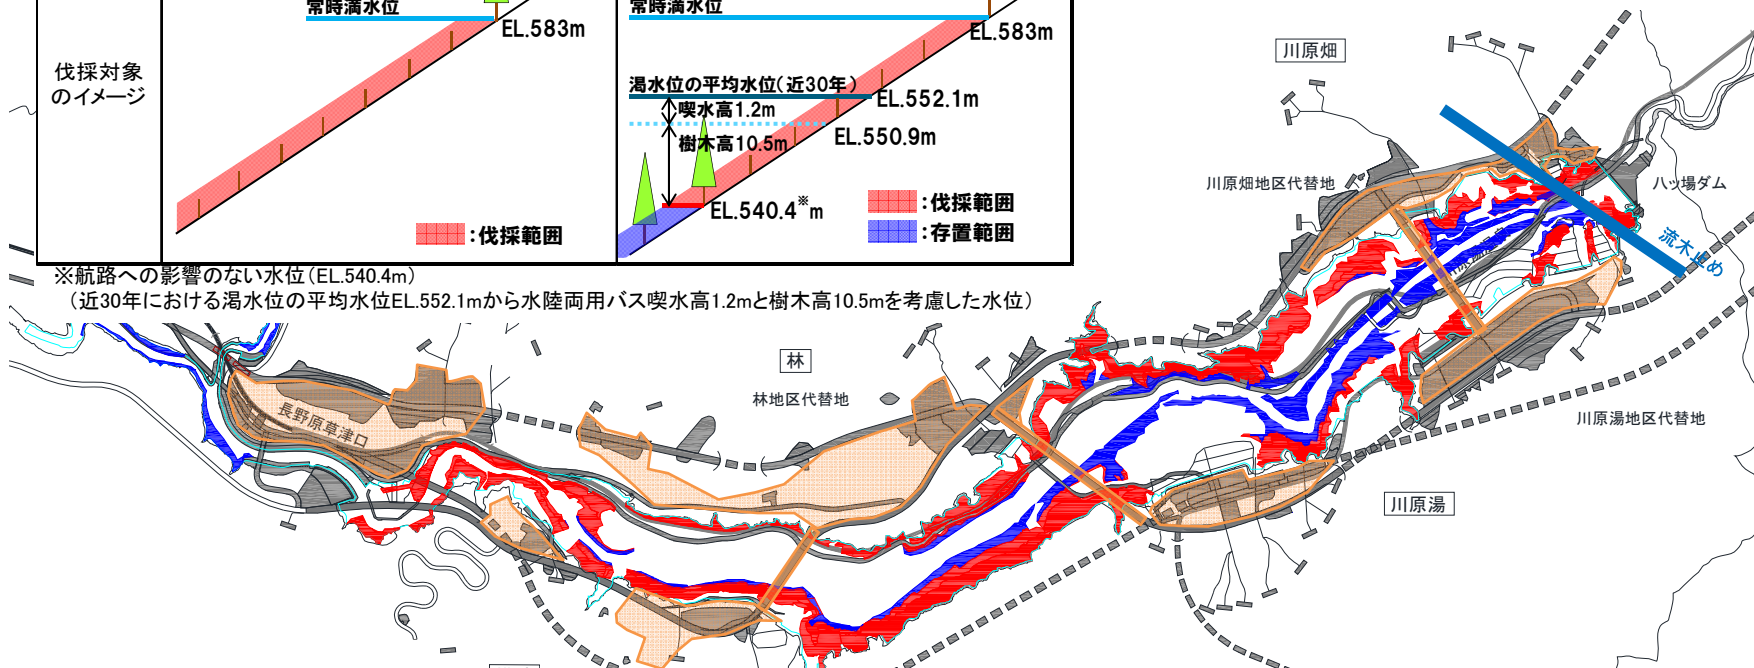 常時満水位
EL.583m
伐採対象
のイメージ
:伐採範囲
常時満水位
EL.583m
渇水位の平均水位(近30年)
EL.552.1m
喫水高1.2m
EL.550.9m
樹木高10.5m
EL.540.4※m
:伐採範囲
:存置範囲
※航路への影響のない水位(EL.540.4m)
(近30年における渇水位の平均水位EL.552.1mから水陸両用バス喫水高1.2mと樹木高10.5mを考慮した水位)
川原畑
川原畑地区代替地
八ッ場ダム
流木止め
林
林地区代替地
長野原草津口
川原湯地区代替地
川原湯